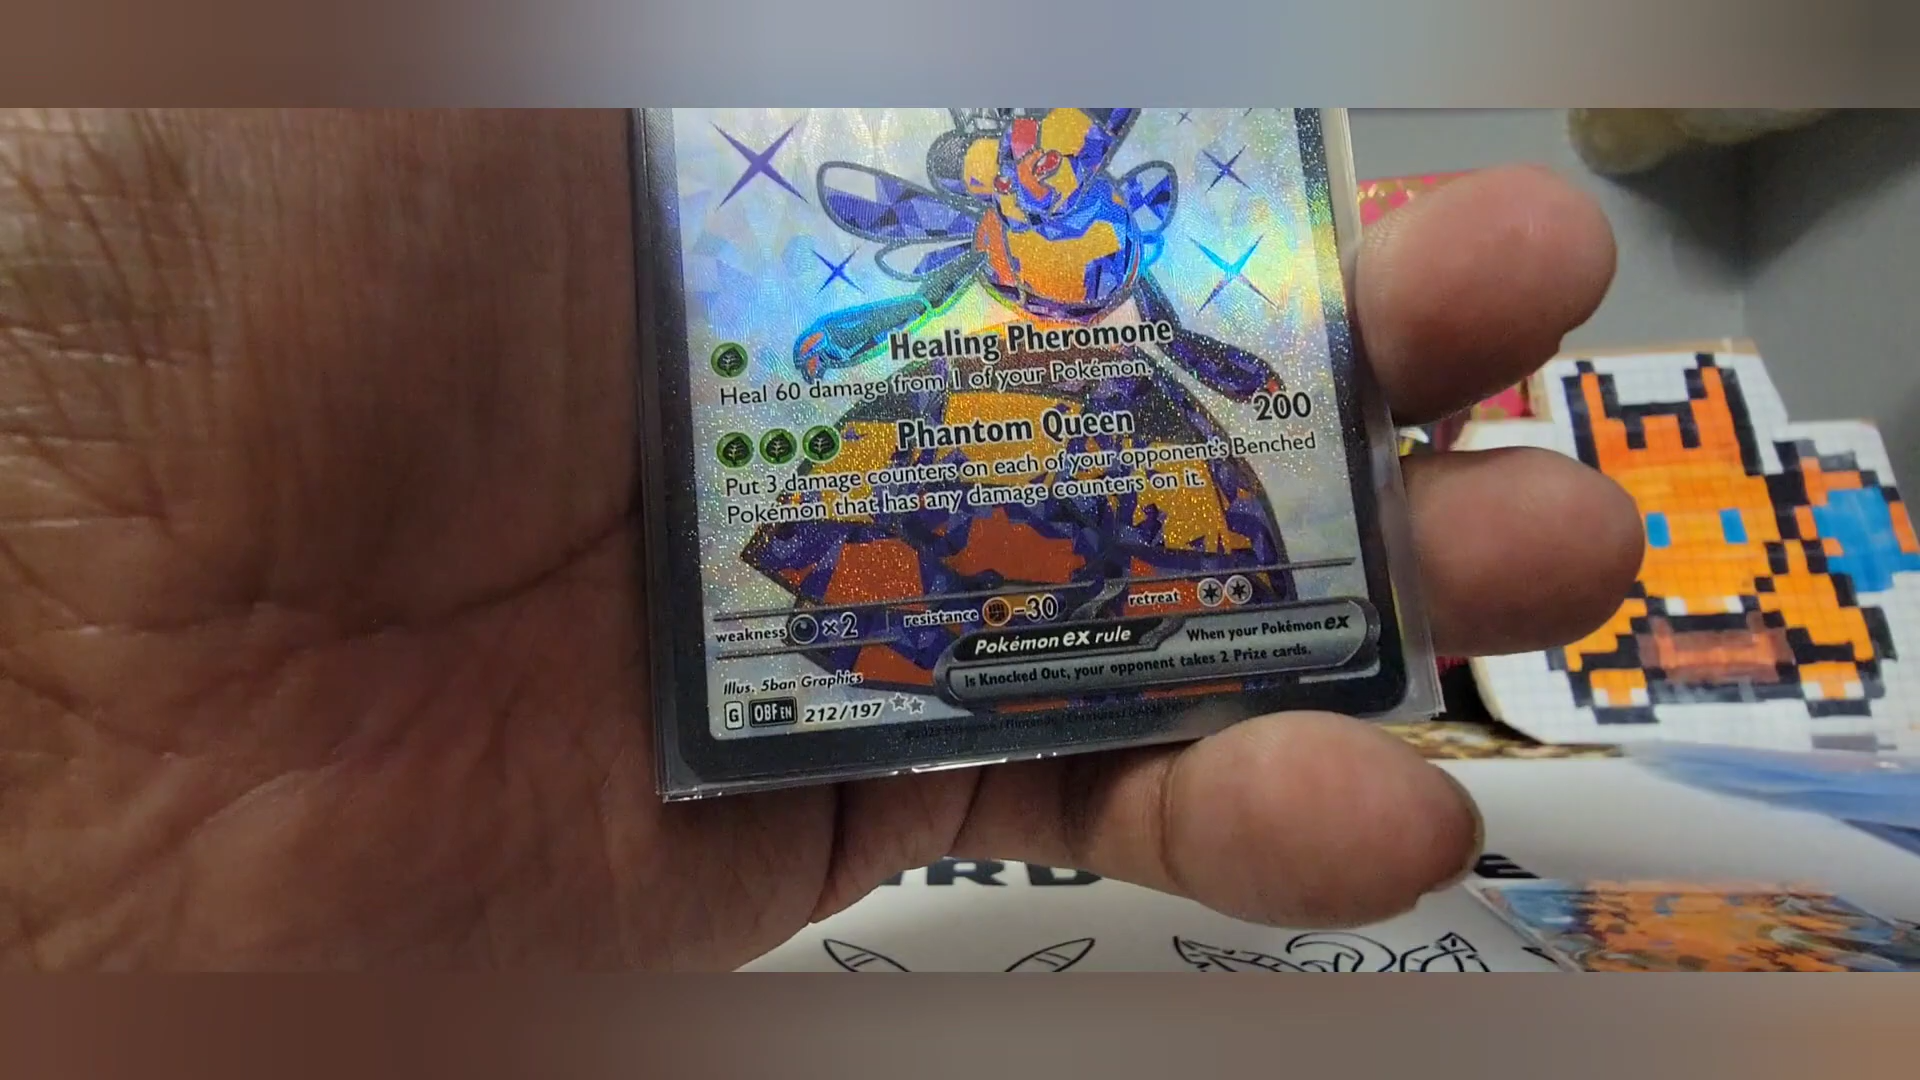 Healing Pheromone
Heal 60 damage from 1 of your Pokémon.
Phantom Queen 200
Put 3 damage counters on each of your opponent's Benched
Pokémon that has any damage counters on it.
weakness ×2 resistance -30 retreat
Pokémon ex rule When your Pokémon ex
is Knocked Out, your opponent takes 2 Prize cards.
Illus. 5ban Graphics
G OBF EN 212/197